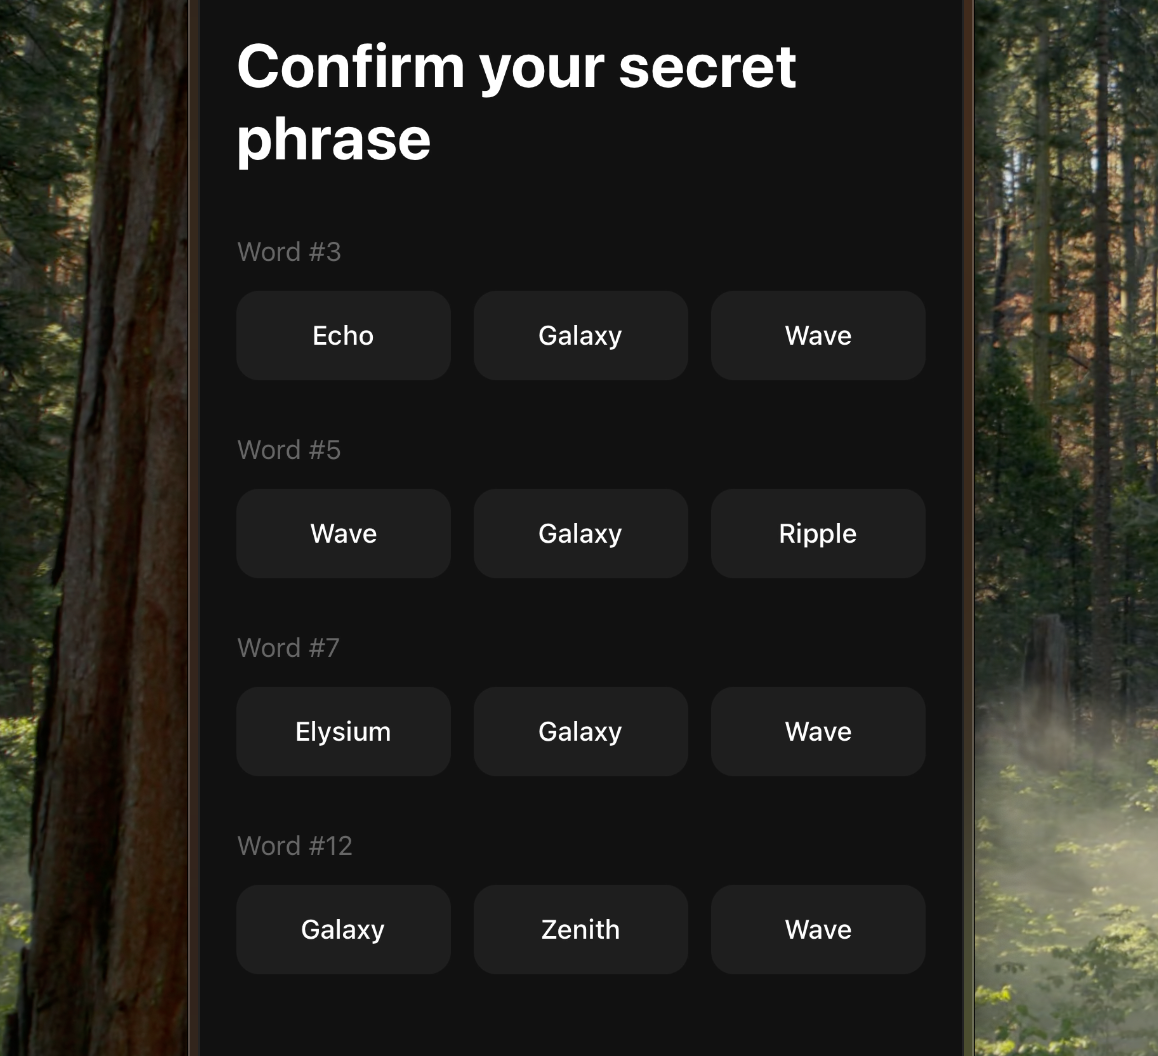 Confirm your secret
phrase
Word #3
Echo Galaxy Wave
Word #5
Wave Galaxy Ripple
Word #7
Elysium Galaxy Wave
Word #12
Galaxy Zenith Wave